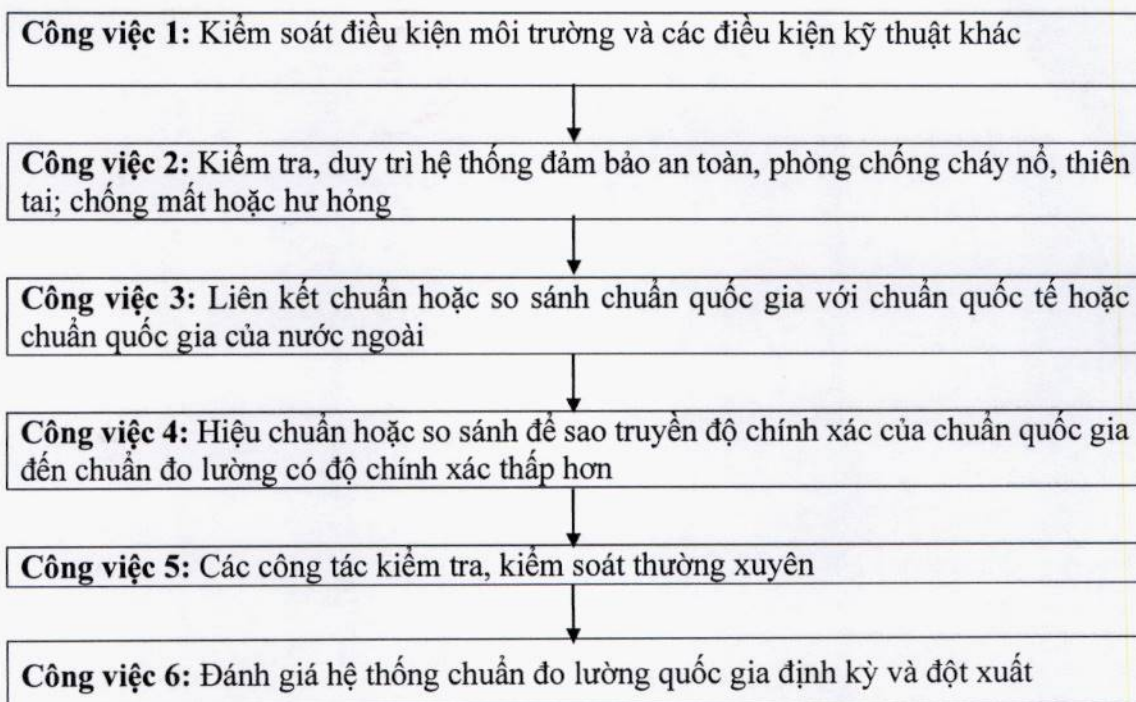 Công việc 1: Kiểm soát điều kiện môi trường và các điều kiện kỹ thuật khác
Công việc 2: Kiểm tra, duy trì hệ thống đảm bảo an toàn, phòng chống cháy nổ, thiên
tai; chống mất hoặc hư hỏng
Công việc 3: Liên kết chuẩn hoặc so sánh chuẩn quốc gia với chuẩn quốc tế hoặc
chuẩn quốc gia của nước ngoài
Công việc 4: Hiệu chuẩn hoặc so sánh để sao truyền độ chính xác của chuẩn quốc gia
đến chuẩn đo lường có độ chính xác thấp hơn
Công việc 5: Các công tác kiểm tra, kiểm soát thường xuyên
Công việc 6: Đánh giá hệ thống chuẩn đo lường quốc gia định kỳ và đột xuất